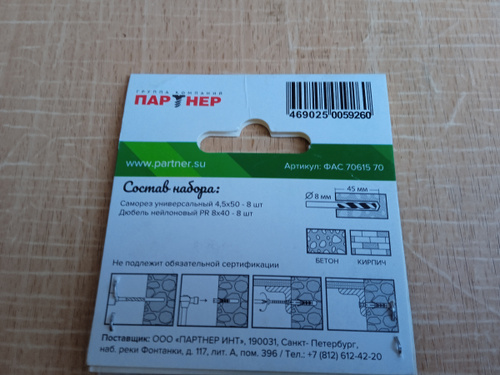 ГРУППА КОМПАНИЙ
ПАРТНЕР
469025 0059260
www.partner.su
Артикул: ФАС 70615 70
Состав набора:
Саморез универсальный 4,5х50 - 8 шт
Дюбель нейлоновый PR 8х40 - 8 шт
45 мм
Ø 8 мм
БЕТОН
КИРПИЧ
Не подлежит обязательной сертификации
Поставщик: ООО «ПАРТНЕР ИНТ», 190031, Санкт- Петербург,
наб. реки Фонтанки, д. 117, лит. А, пом. 396 / Тел.: +7 (812) 612-42-20